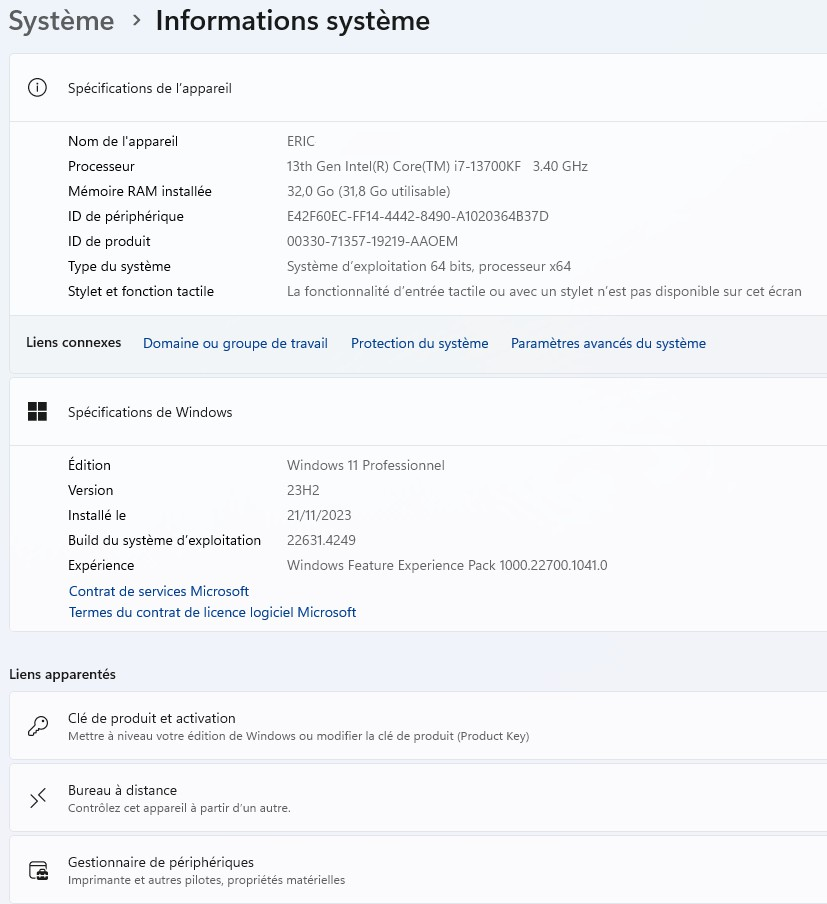 Système > Informations système
Spécifications de l'appareil
Nom de l'appareil ERIC
Processeur 13th Gen Intel(R) Core(TM) i7-13700KF 3.40 GHz
Mémoire RAM installée 32,0 Go (31,8 Go utilisable)
ID de périphérique E42F60EC-FF14-4442-8490-A1020364B37D
ID de produit 00330-71357-19219-AAOEM
Type du système Système d'exploitation 64 bits, processeur x64
Stylet et fonction tactile La fonctionnalité d'entrée tactile ou avec un stylet n'est pas disponible sur cet écran
Liens connexes Domaine ou groupe de travail Protection du système Paramètres avancés du système
Spécifications de Windows
Édition Windows 11 Professionnel
Version 23H2
Installé le 21/11/2023
Build du système d'exploitation 22631.4249
Expérience Windows Feature Experience Pack 1000.22700.1041.0
Contrat de services Microsoft
Termes du contrat de licence logiciel Microsoft
Liens apparentés
Clé de produit et activation
Mettre à niveau votre édition de Windows ou modifier la clé de produit (Product Key)
Bureau à distance
Contrôlez cet appareil à partir d'un autre.
Gestionnaire de périphériques
Imprimante et autres pilotes, propriétés matérielles